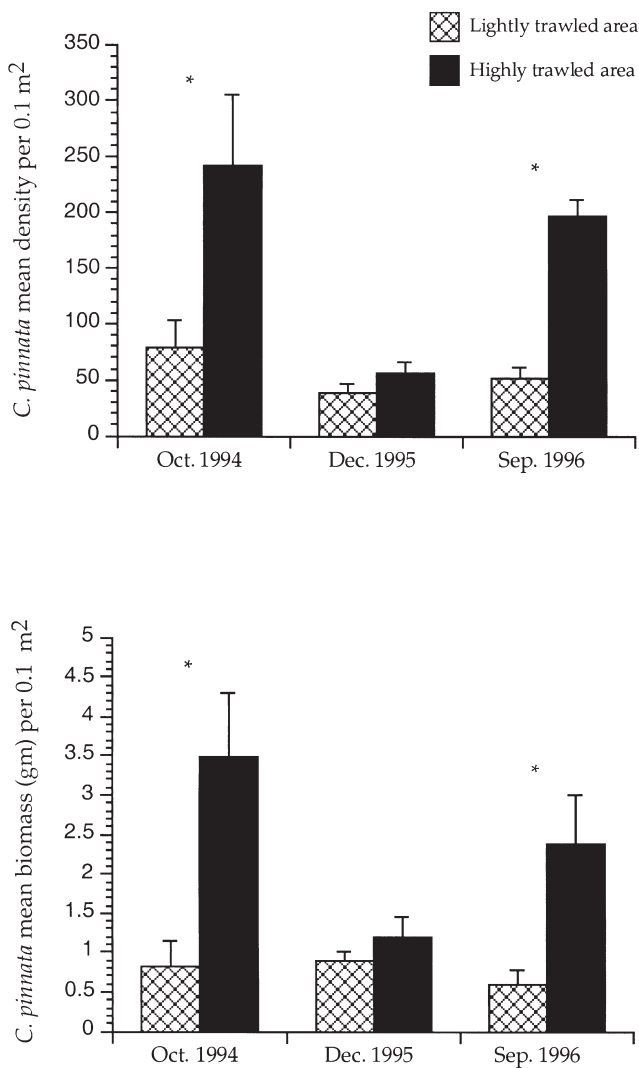 Lightly trawled area
Highly trawled area
C. pinnata mean density per 0.1 m2
350
300
250
200
150
100
50
0
*
*
Oct. 1994
Dec. 1995
Sep. 1996
C. pinnata mean biomass (gm) per 0.1 m2
5
4.5
4
3.5
3
2.5
2
1.5
1
0.5
0
*
*
Oct. 1994
Dec. 1995
Sep. 1996